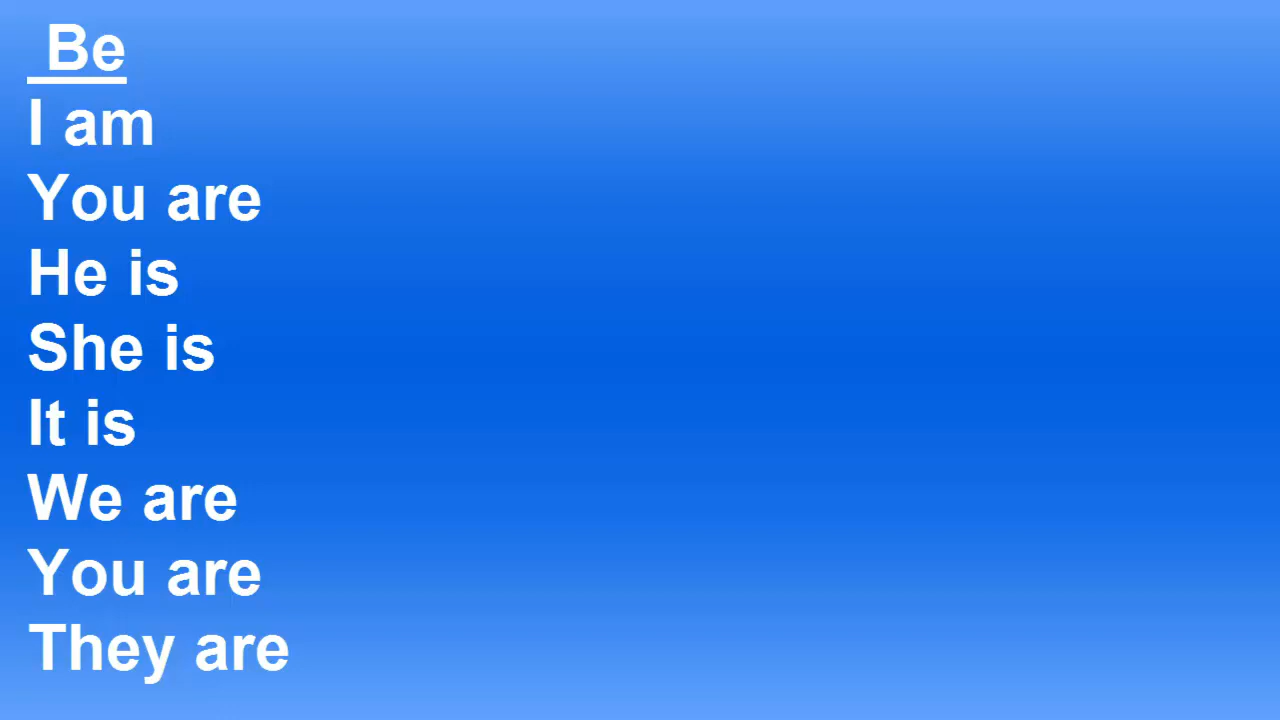 Be
I am
You are
He is
She is
It is
We are
You are
They are